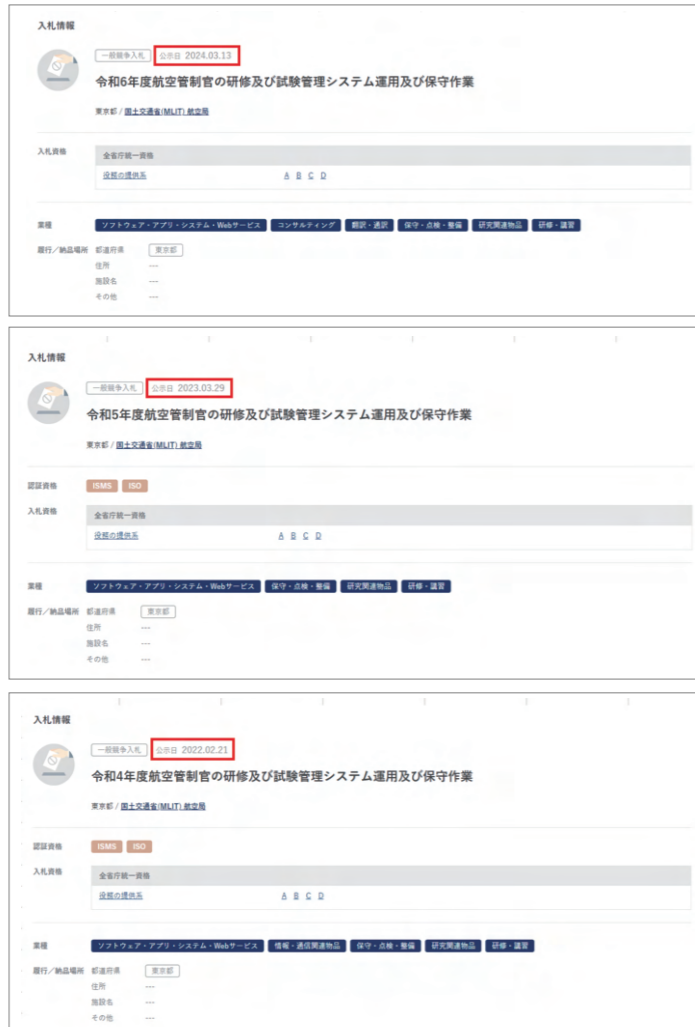 入札情報
一般競争入札 公示日 2024.03.13
令和6年度航空管制官の研修及び試験管理システム運用及び保守作業
東京都 / 国土交通省(MLIT) 航空局
入札資格
全省庁統一資格
役務の提供系 A B C D
業種 ソフトウェア・アプリ・システム・Webサービス コンサルティング 翻訳・通訳 保守・点検・整備 研究関連物品 研修・講習
履行／納品場所 都道府県 東京都
住所 ---
施設名 ---
その他 ---
入札情報
一般競争入札 公示日 2023.03.29
令和5年度航空管制官の研修及び試験管理システム運用及び保守作業
東京都 / 国土交通省(MLIT) 航空局
認証資格 ISMS ISO
入札資格
全省庁統一資格
役務の提供系 A B C D
業種 ソフトウェア・アプリ・システム・Webサービス 保守・点検・整備 研究関連物品 研修・講習
履行／納品場所 都道府県 東京都
住所 ---
施設名 ---
その他 ---
入札情報
一般競争入札 公示日 2022.02.21
令和4年度航空管制官の研修及び試験管理システム運用及び保守作業
東京都 / 国土交通省(MLIT) 航空局
認証資格 ISMS ISO
入札資格
全省庁統一資格
役務の提供系 A B C D
業種 ソフトウェア・アプリ・システム・Webサービス 情報・通信関連物品 保守・点検・整備 研究関連物品 研修・講習
履行／納品場所 都道府県 東京都
住所 ---
施設名 ---
その他 ---